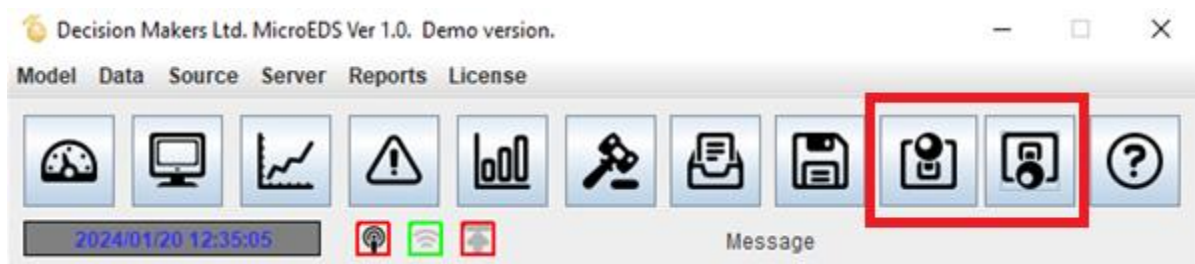 Decision Makers Ltd. MicroEDS Ver 1.0. Demo version.
Model Data Source Server Reports License
2024/01/20 12:35:05 Message